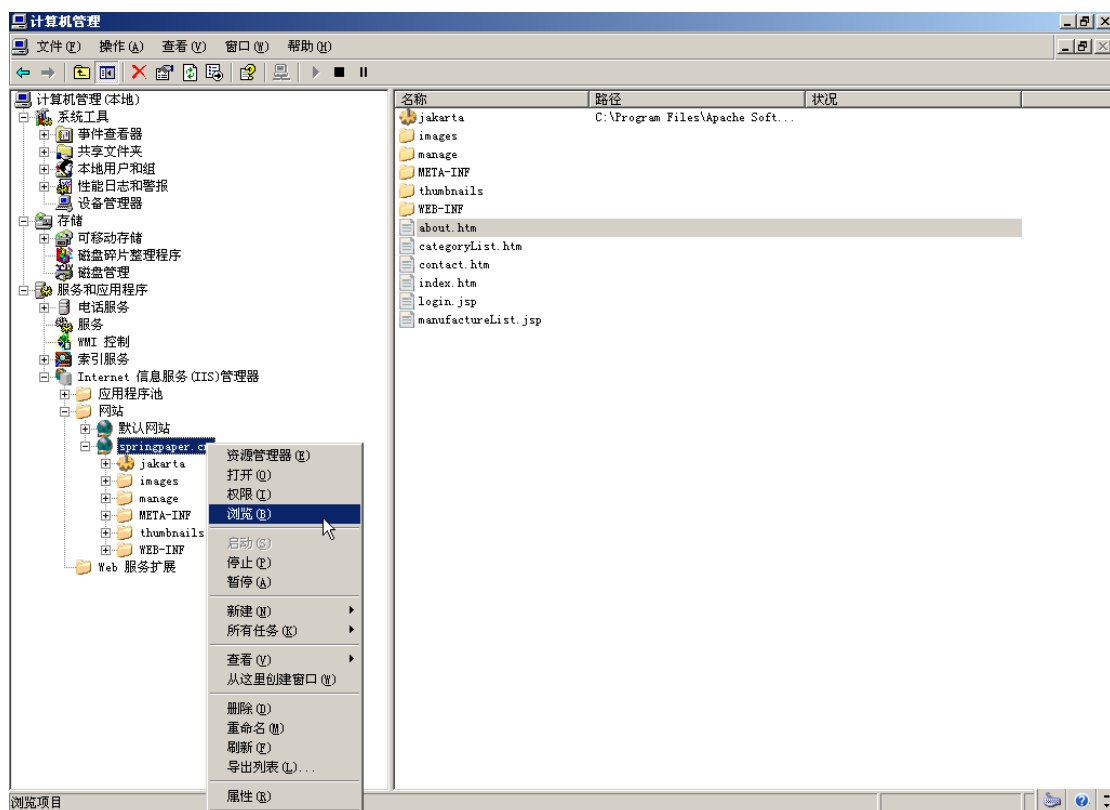 计算机管理
文件(F) 操作(A) 查看(V) 窗口(W) 帮助(H)
计算机管理(本地)
系统工具
事件查看器
共享文件夹
本地用户和组
性能日志和警报
设备管理器
存储
可移动存储
磁盘碎片整理程序
磁盘管理
服务和应用程序
电话服务
服务
WMI 控制
索引服务
Internet 信息服务(IIS)管理器
应用程序池
网站
默认网站
jakarta
images
manage
META-INF
thumbnails
WEB-INF
Web 服务扩展
名称 路径 状况
jakarta C:\Program Files\Apache Soft...
images
manage
META-INF
thumbnails
WEB-INF
about.htm
categoryList.htm
contact.htm
index.htm
login.jsp
manufactureList.jsp
资源管理器(E)
打开(O)
权限(I)
浏览(B)
启动(S)
停止(P)
暂停(A)
新建(N)
所有任务(K)
查看(V)
从这里创建窗口(W)
删除(D)
重命名(M)
刷新(F)
导出列表(L)...
属性(R)
浏览项目